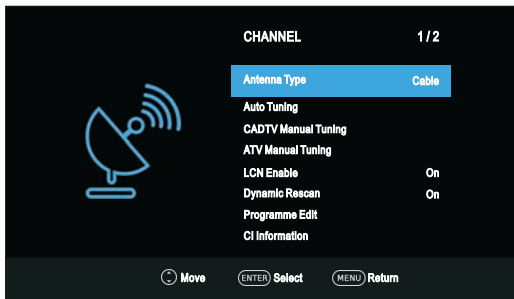 CHANNEL 1/2
Antenna Type Cable
Auto Tuning
CADTV Manual Tuning
ATV Manual Tuning
LCN Enable On
Dynamic Rescan On
Programme Edit
CI Information
Move ENTER Select MENU Return